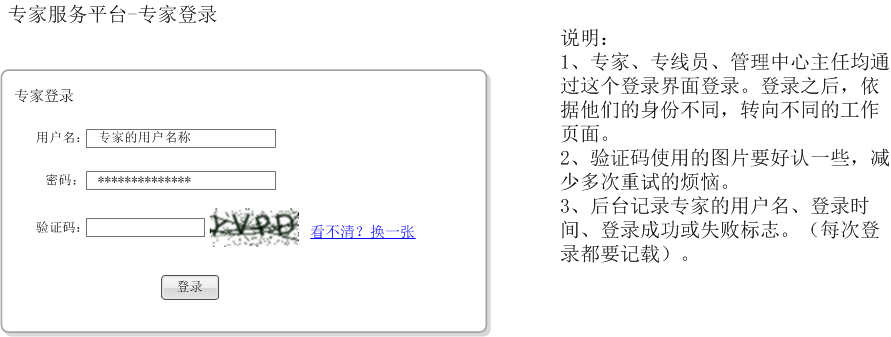 专家服务平台-专家登录
专家登录
用户名： 专家的用户名称
密码： **************
验证码：
看不清？换一张
登录
说明：
1、专家、专线员、管理中心主任均通
过这个登录界面登录。登录之后，依
据他们的身份不同，转向不同的工作
页面。
2、验证码使用的图片要好认一些，减
少多次重试的烦恼。
3、后台记录专家的用户名、登录时
间、登录成功或失败标志。（每次登
录都要记载）。